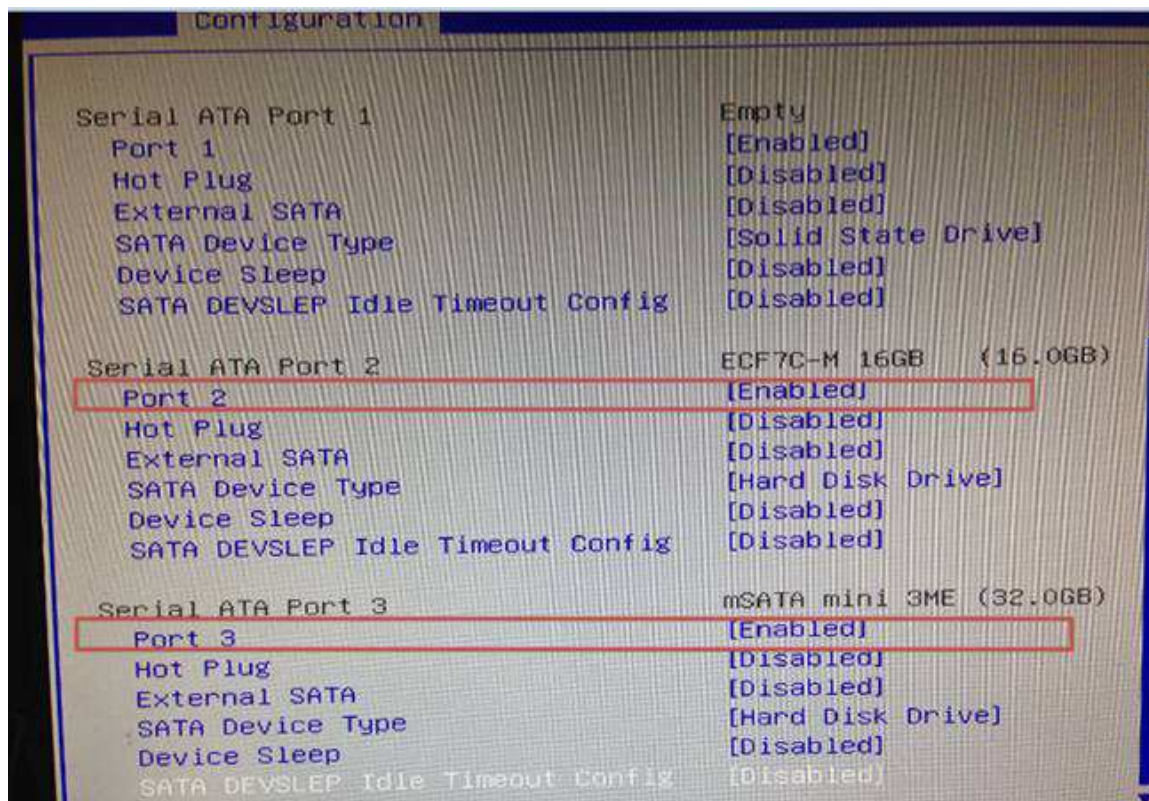 Configuration
Serial ATA Port 1 Empty
Port 1 [Enabled]
Hot Plug [Disabled]
External SATA [Disabled]
SATA Device Type [Solid State Drive]
Device Sleep [Disabled]
SATA DEVSLEP Idle Timeout Config [Disabled]
Serial ATA Port 2 ECF7C-M 16GB (16.0GB)
Port 2 [Enabled]
Hot Plug [Disabled]
External SATA [Disabled]
SATA Device Type [Hard Disk Drive]
Device Sleep [Disabled]
SATA DEVSLEP Idle Timeout Config [Disabled]
Serial ATA Port 3 mSATA mini 3ME (32.0GB)
Port 3 [Enabled]
Hot Plug [Disabled]
External SATA [Disabled]
SATA Device Type [Hard Disk Drive]
Device Sleep [Disabled]
SATA DEVSLEP Idle Timeout Config [Disabled]